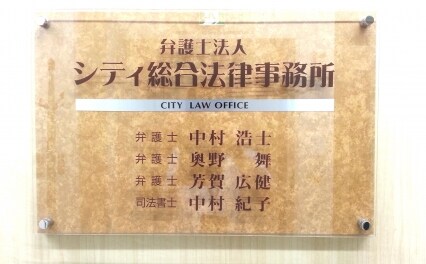 弁護士法人
シティ総合法律事務所
CITY LAW OFFICE
弁護士 中村 浩士
弁護士 奥野 舞
弁護士 芳賀 広健
司法書士 中村 紀子